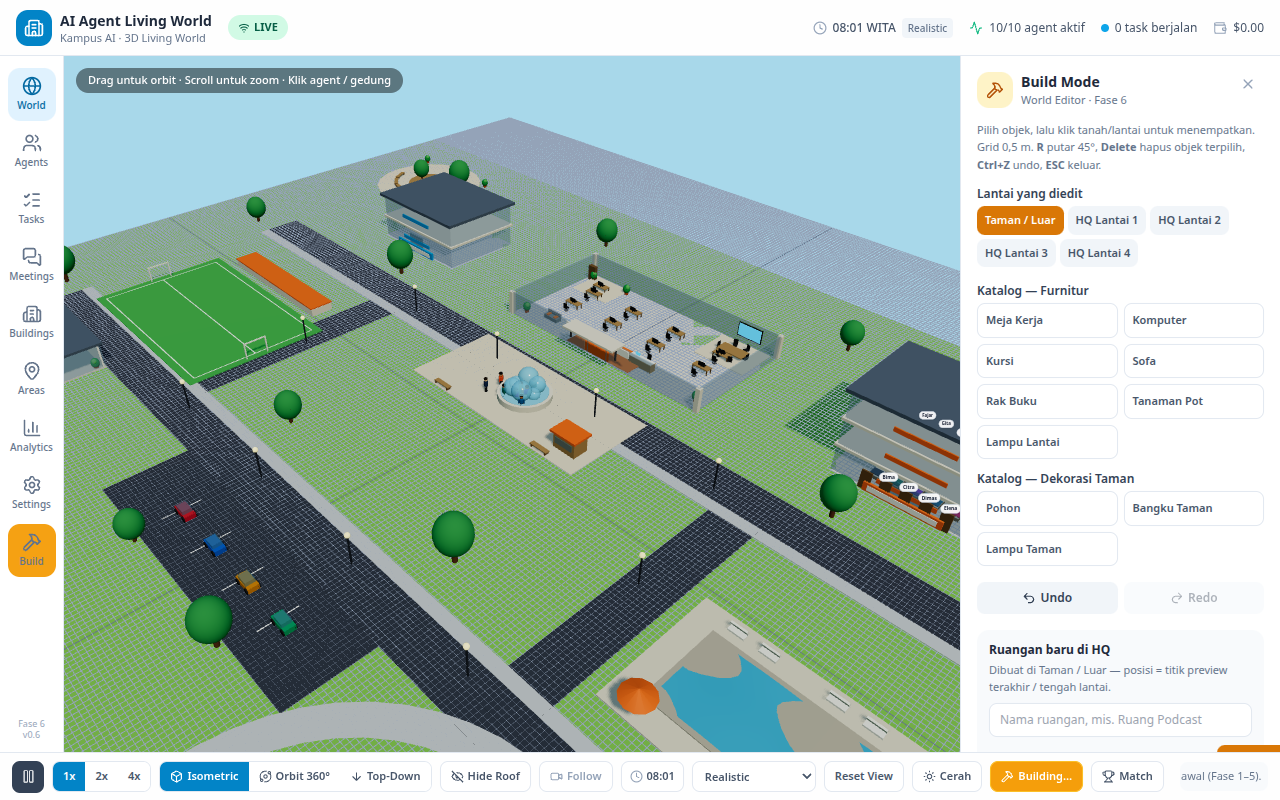 AI Agent Living World
Kampus AI · 3D Living World
LIVE
08:01 WITA
Realistic
10/10 agent aktif
0 task berjalan
$0.00
World
Agents
Tasks
Meetings
Buildings
Areas
Analytics
Settings
Build
Fase 6
v0.6
Drag untuk orbit · Scroll untuk zoom · Klik agent / gedung
Fajar
Elsa
Bima
Citra
Dimas
Elena
Build Mode
World Editor · Fase 6
Pilih objek, lalu klik tanah/lantai untuk menempatkan.
Grid 0,5 m. R putar 45°, Delete hapus objek terpilih,
Ctrl+Z undo, ESC keluar.
Lantai yang diedit
Taman / Luar
HQ Lantai 1
HQ Lantai 2
HQ Lantai 3
HQ Lantai 4
Katalog — Furnitur
Meja Kerja
Komputer
Kursi
Sofa
Rak Buku
Tanaman Pot
Lampu Lantai
Katalog — Dekorasi Taman
Pohon
Bangku Taman
Lampu Taman
Undo
Redo
Ruangan baru di HQ
Dibuat di Taman / Luar — posisi = titik preview
terakhir / tengah lantai.
Nama ruangan, mis. Ruang Podcast
1x
2x
4x
Isometric
Orbit 360°
Top-Down
Hide Roof
Follow
08:01
Realistic
Reset View
Cerah
Building...
Match
awal (Fase 1–5).